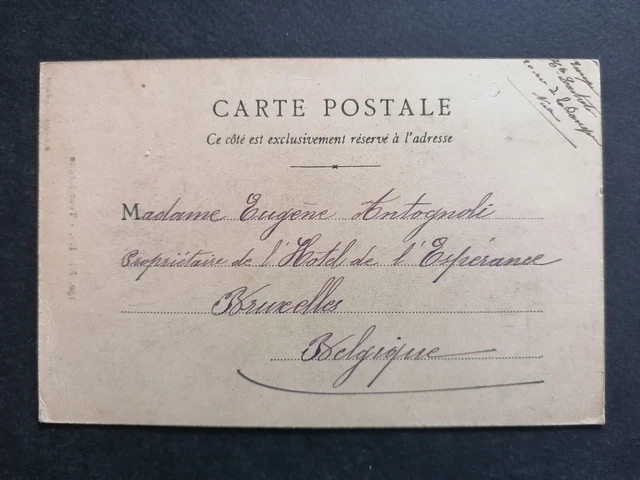 CARTE POSTALE
Ce côté est exclusivement réservé à l'adresse
Madame Eugène Antognoli
Propriétaire de l'Hotel de l'Espérance
Bruxelles
Belgique